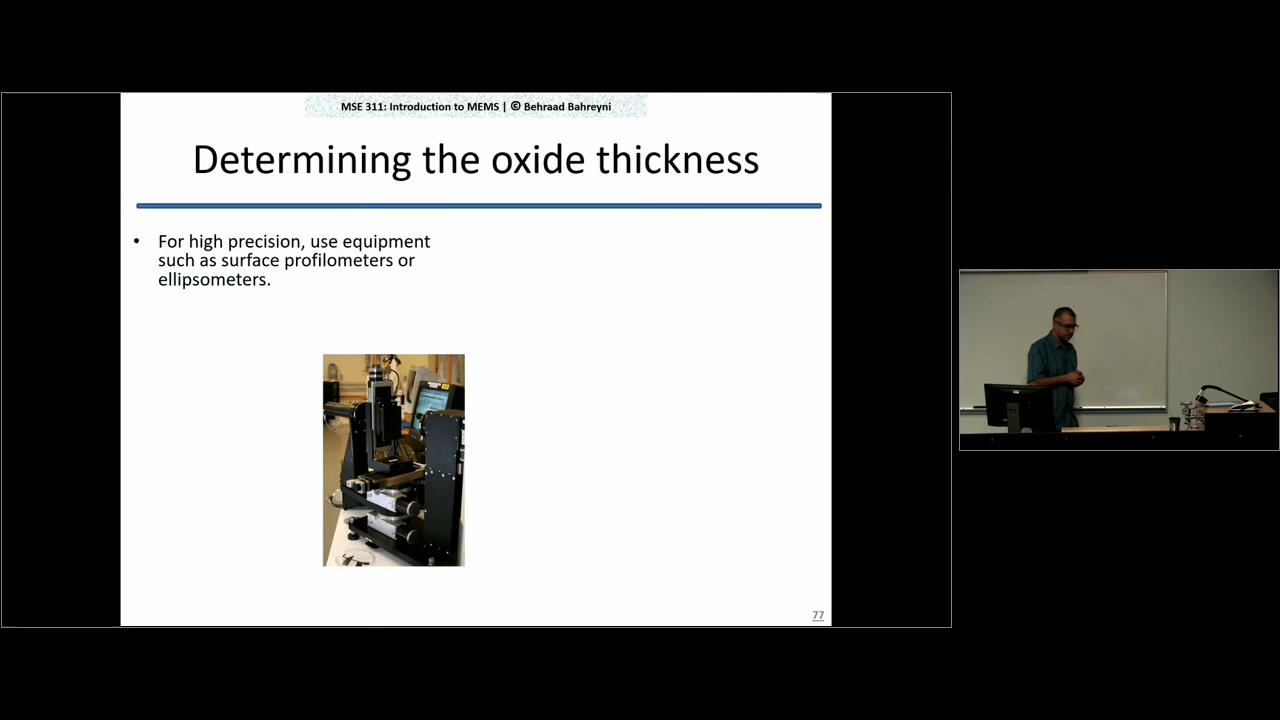 MSE 311: Introduction to MEMS | © Behraad Bahreyni
Determining the oxide thickness
• For high precision, use equipment
such as surface profilometers or
ellipsometers.
77